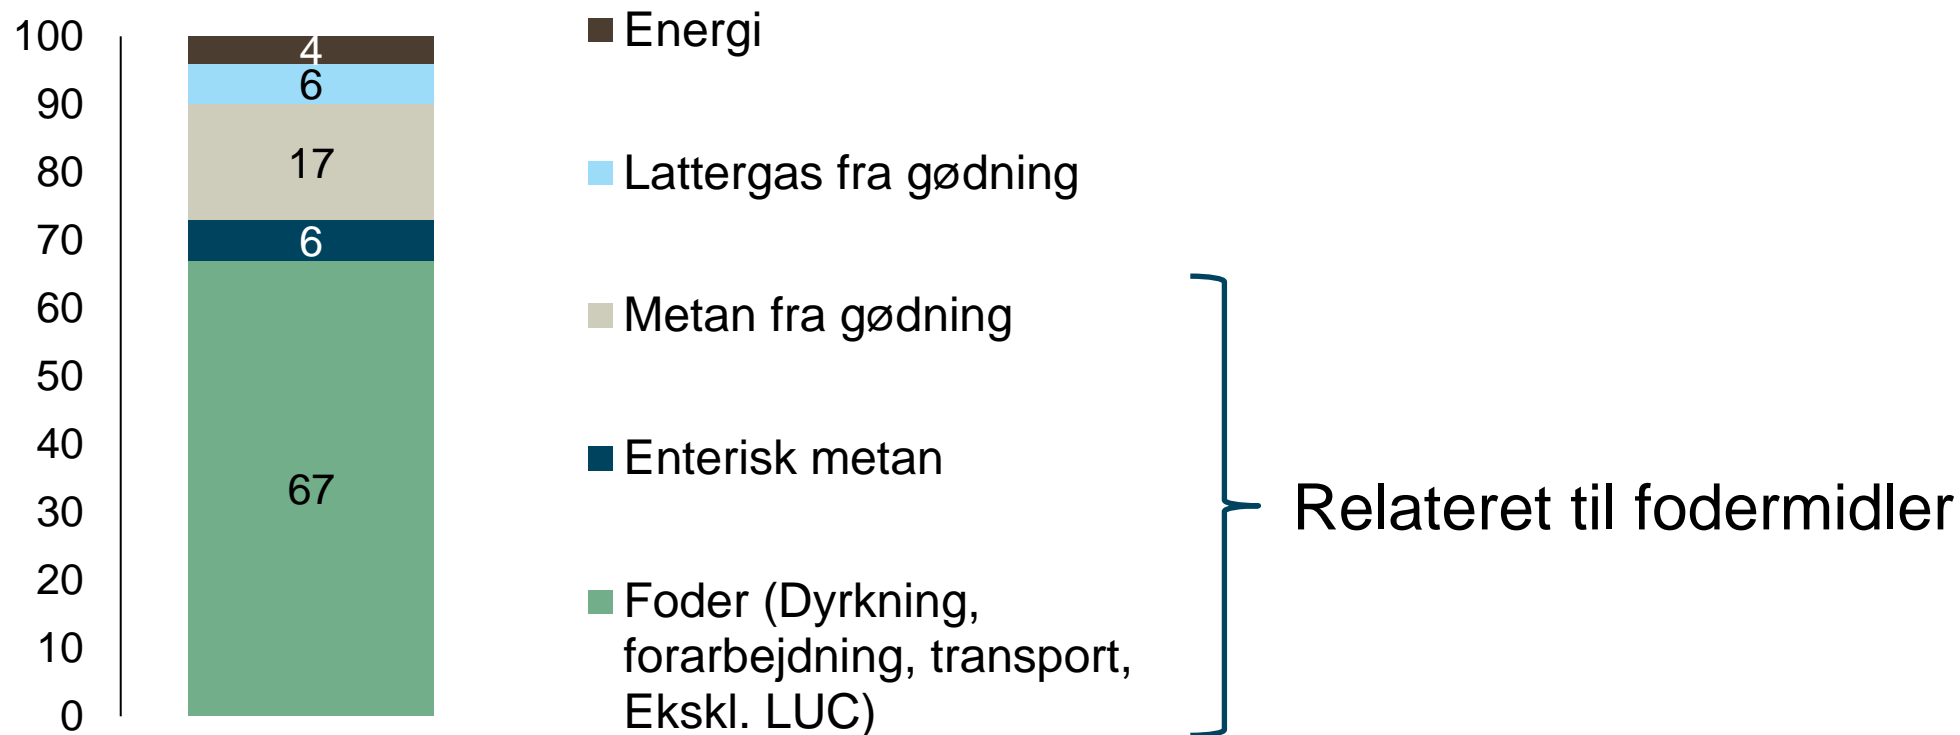 100
90
80
70
60
50
40
30
20
10
0
4
6
17
6
67
Energi
Lattergas fra gødning
Metan fra gødning
Enterisk metan
Foder (Dyrkning,
forarbejdning, transport,
Ekskl. LUC)
Relateret til fodermidler